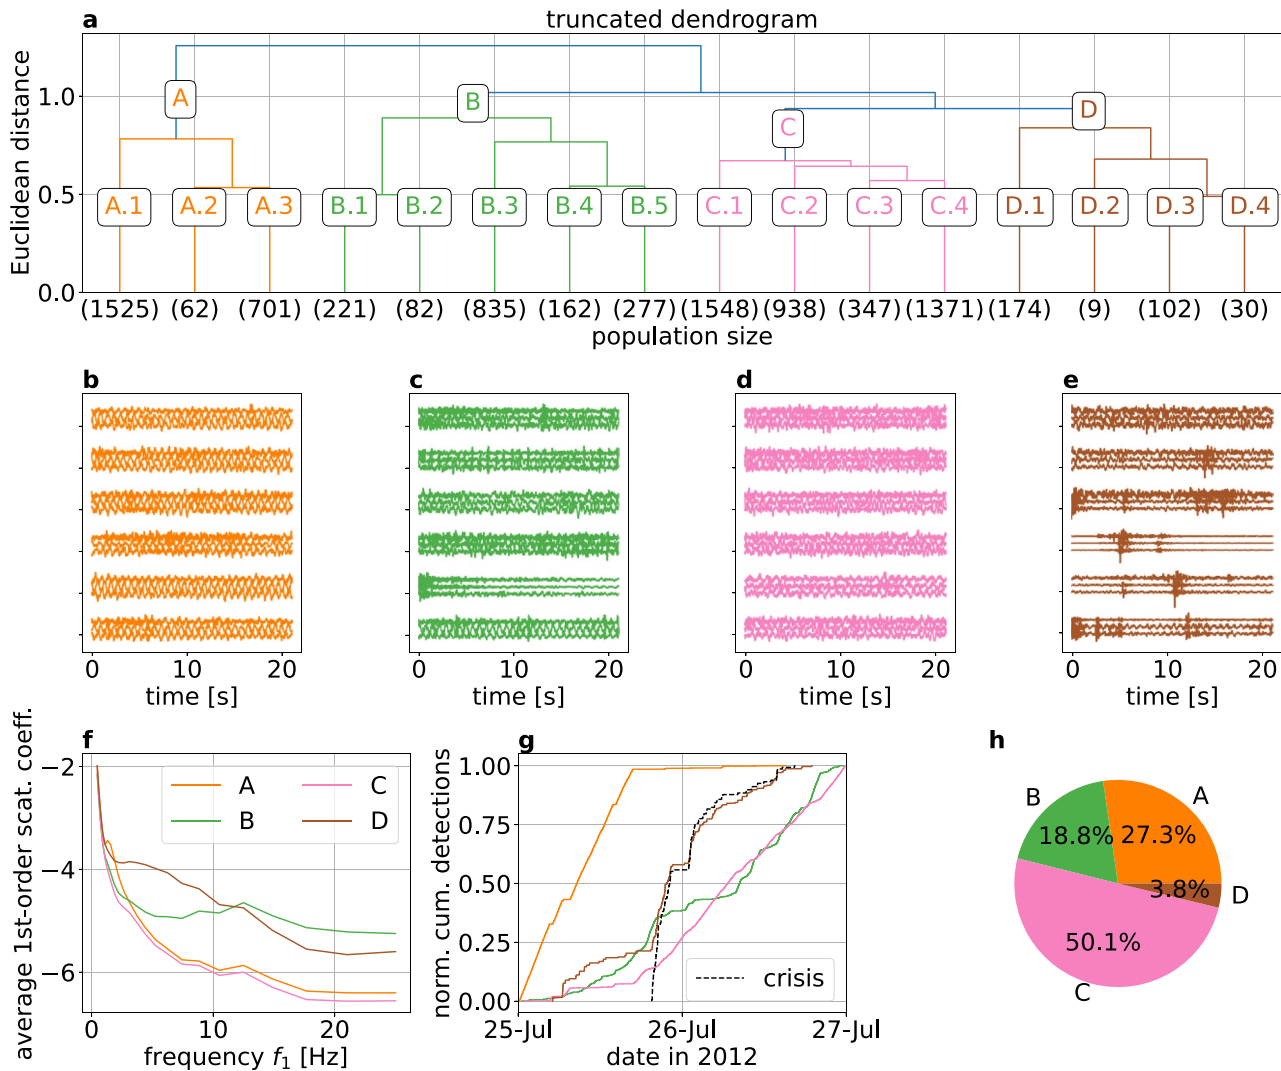 a
truncated dendrogram
Euclidean distance
1.0
0.5
0.0
A
B
C
D
A.1 A.2 A.3 B.1 B.2 B.3 B.4 B.5 C.1 C.2 C.3 C.4 D.1 D.2 D.3 D.4
(1525) (62) (701) (221) (82) (835) (162) (277) (1548) (938) (347) (1371) (174) (9) (102) (30)
population size
b c d e
0 10 20 0 10 20 0 10 20 0 10 20
time [s] time [s] time [s] time [s]
f
average 1st-order scat. coeff.
−2
−4
−6
A C
B D
0 10 20
frequency f1 [Hz]
g
norm. cum. detections
1.00
0.75
0.50
0.25
0.00
crisis
25-Jul 26-Jul 27-Jul
date in 2012
h
B A
18.8% 27.3%
3.8% D
50.1%
C